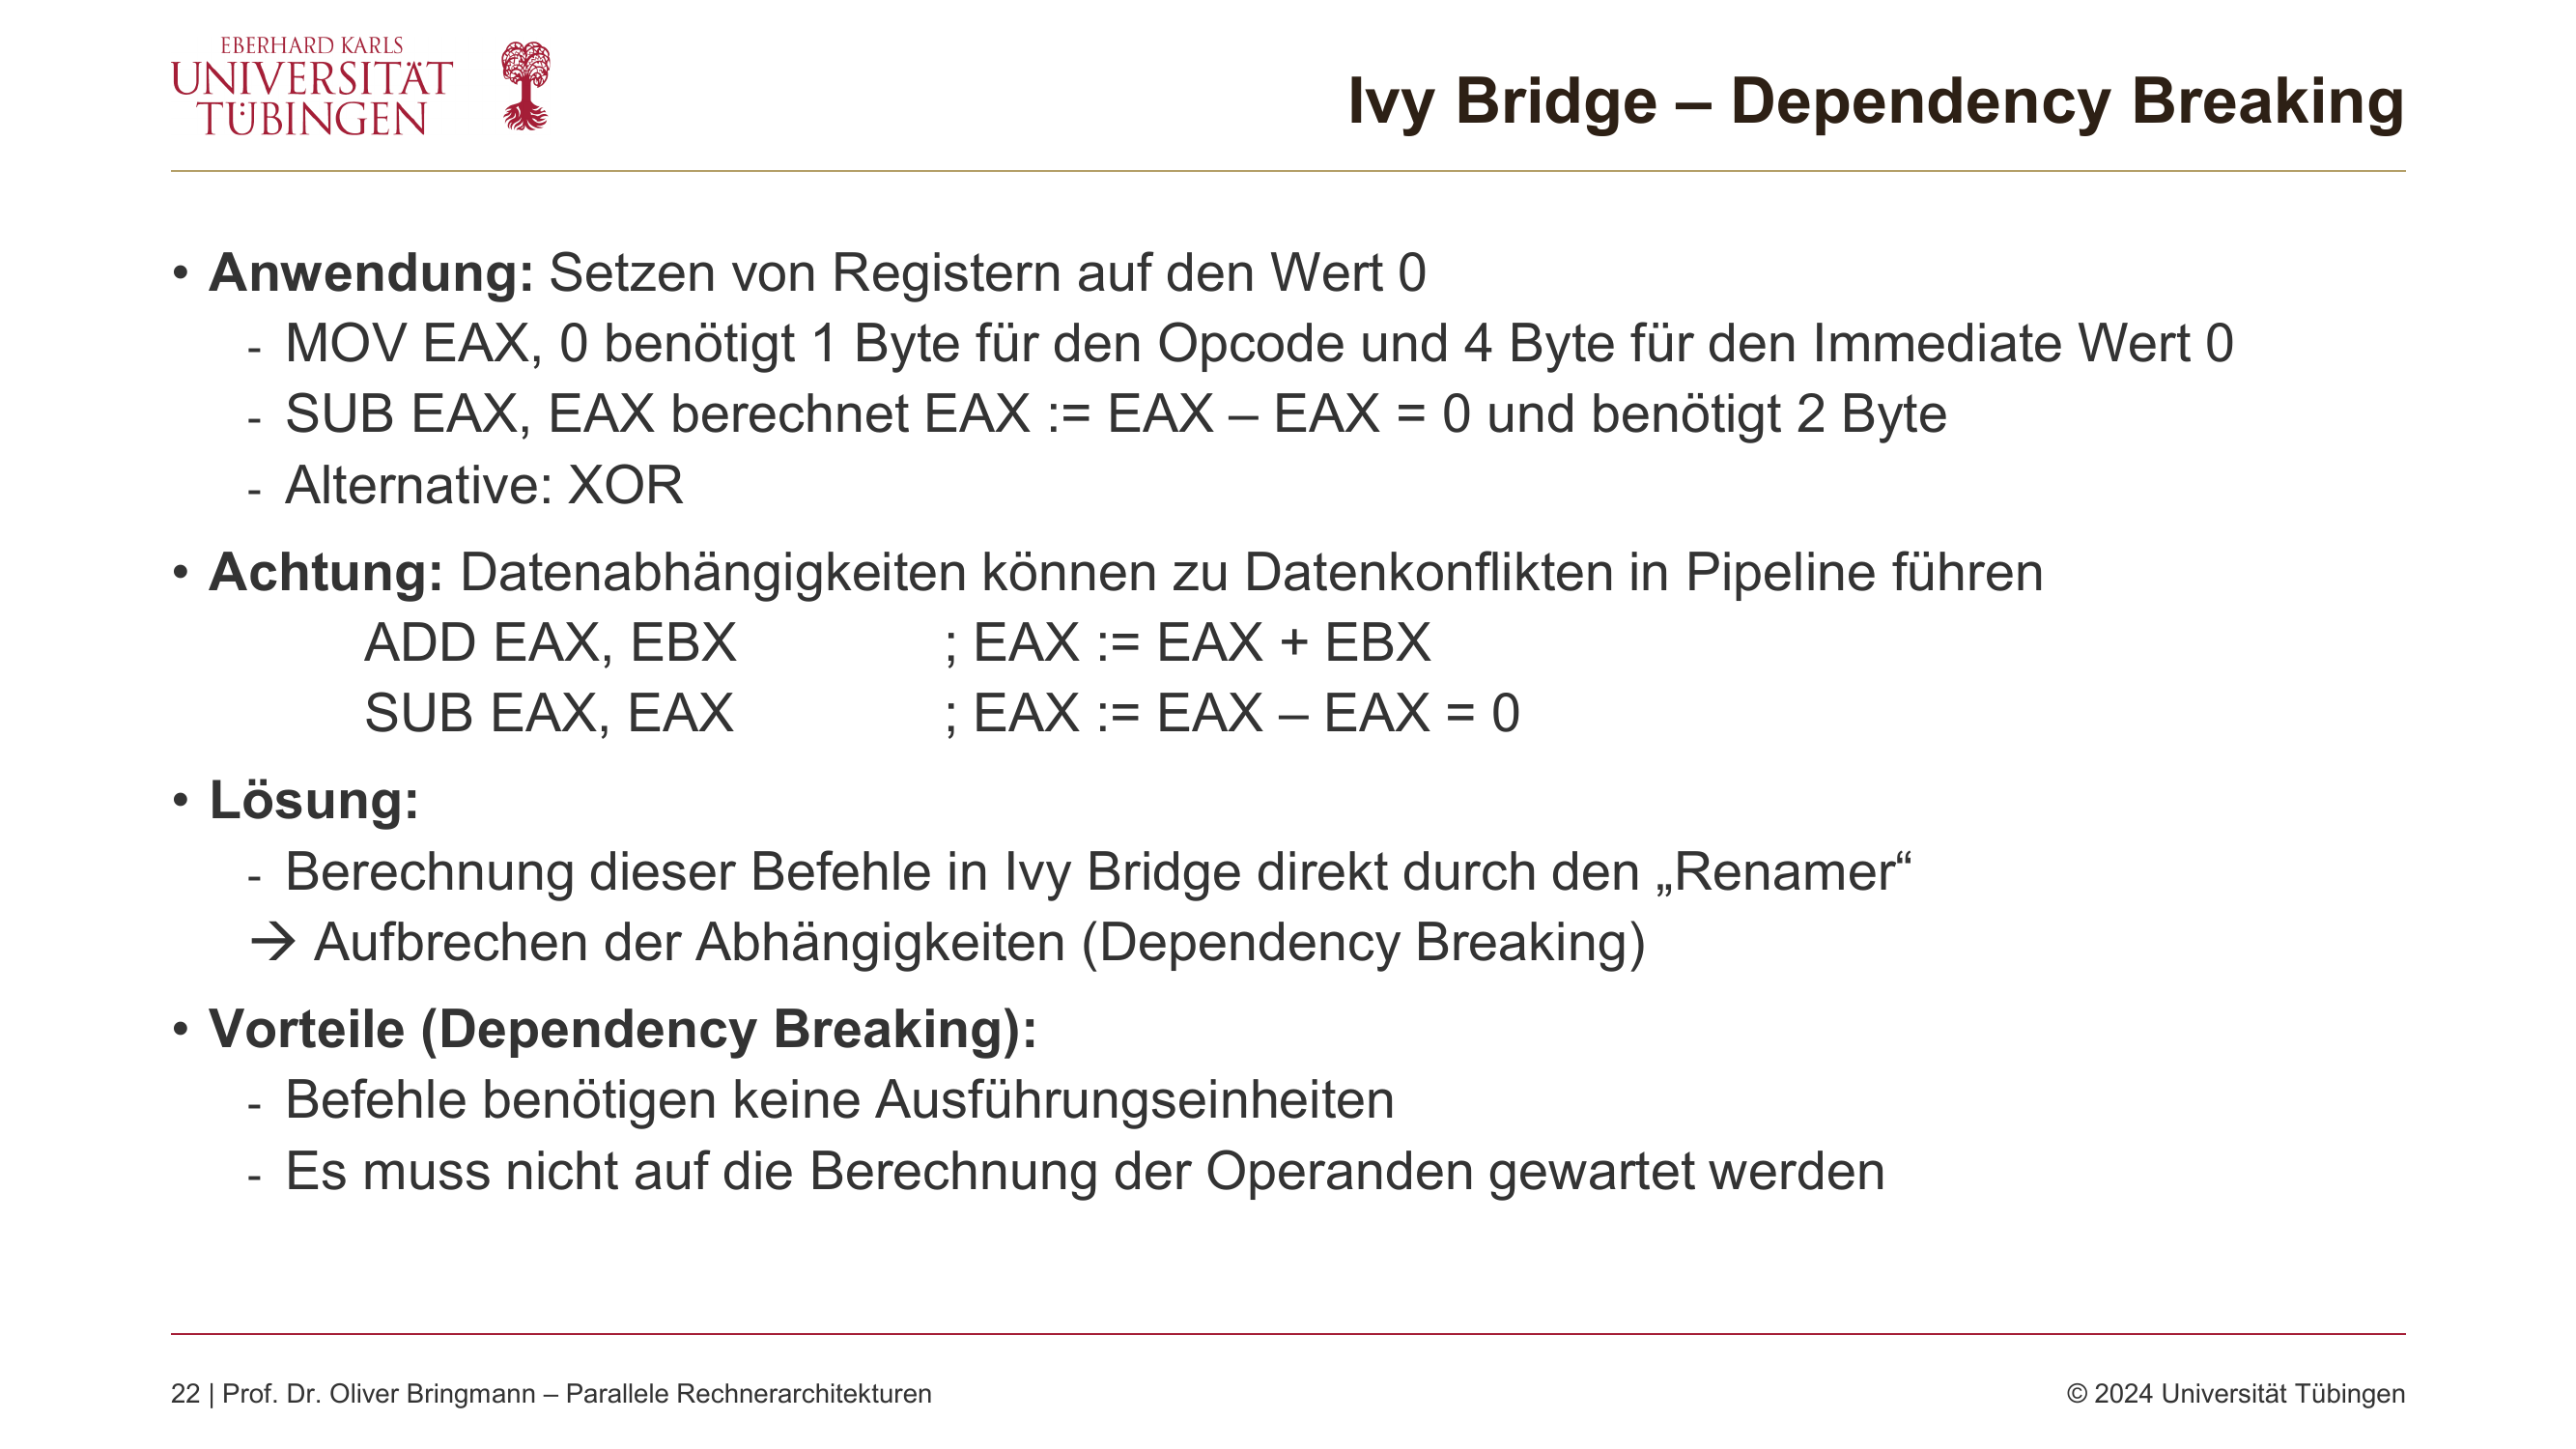 EBERHARD KARLS
UNIVERSITÄT
TÜBINGEN
Ivy Bridge – Dependency Breaking
• Anwendung: Setzen von Registern auf den Wert 0
- MOV EAX, 0 benötigt 1 Byte für den Opcode und 4 Byte für den Immediate Wert 0
- SUB EAX, EAX berechnet EAX := EAX – EAX = 0 und benötigt 2 Byte
- Alternative: XOR
• Achtung: Datenabhängigkeiten können zu Datenkonflikten in Pipeline führen
ADD EAX, EBX ; EAX := EAX + EBX
SUB EAX, EAX ; EAX := EAX – EAX = 0
• Lösung:
- Berechnung dieser Befehle in Ivy Bridge direkt durch den „Renamer“
→ Aufbrechen der Abhängigkeiten (Dependency Breaking)
• Vorteile (Dependency Breaking):
- Befehle benötigen keine Ausführungseinheiten
- Es muss nicht auf die Berechnung der Operanden gewartet werden
22 | Prof. Dr. Oliver Bringmann – Parallele Rechnerarchitekturen
© 2024 Universität Tübingen